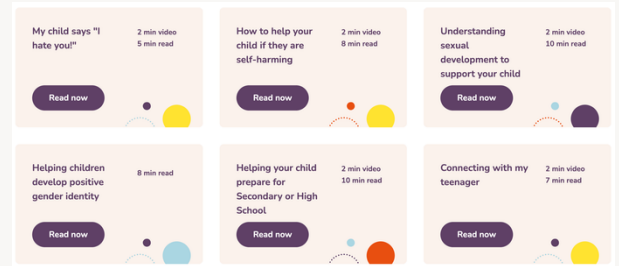 My child says "I
hate you!"
2 min video
5 min read
Read now
How to help your
child if they are
self-harming
2 min video
8 min read
Read now
Understanding
sexual
development to
support your child
2 min video
10 min read
Read now
Helping children
develop positive
gender identity
8 min read
Read now
Helping your child
prepare for
Secondary or High
School
2 min video
10 min read
Read now
Connecting with my
teenager
2 min video
7 min read
Read now